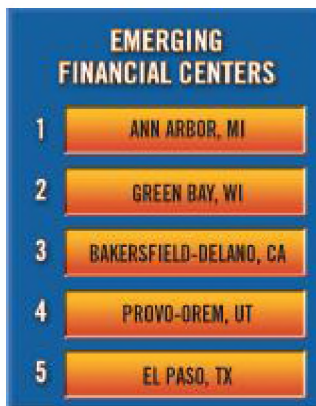 EMERGING
FINANCIAL CENTERS
1 ANN ARBOR, MI
2 GREEN BAY, WI
3 BAKERSFIELD-DELANO, CA
4 PROVO-OREM, UT
5 EL PASO, TX